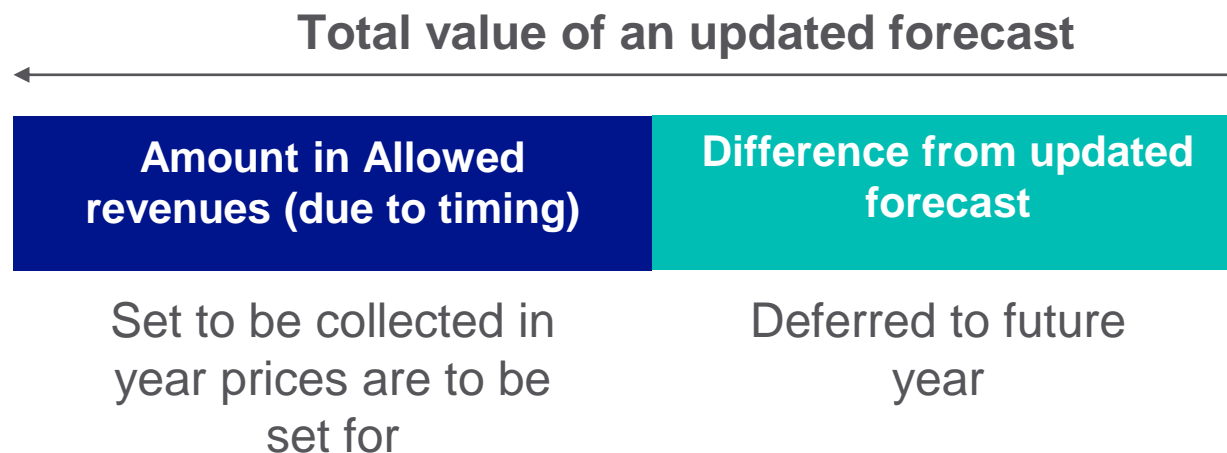 Total value of an updated forecast
Amount in Allowed
revenues (due to timing)
Difference from updated
forecast
Set to be collected in
year prices are to be
set for
Deferred to future
year